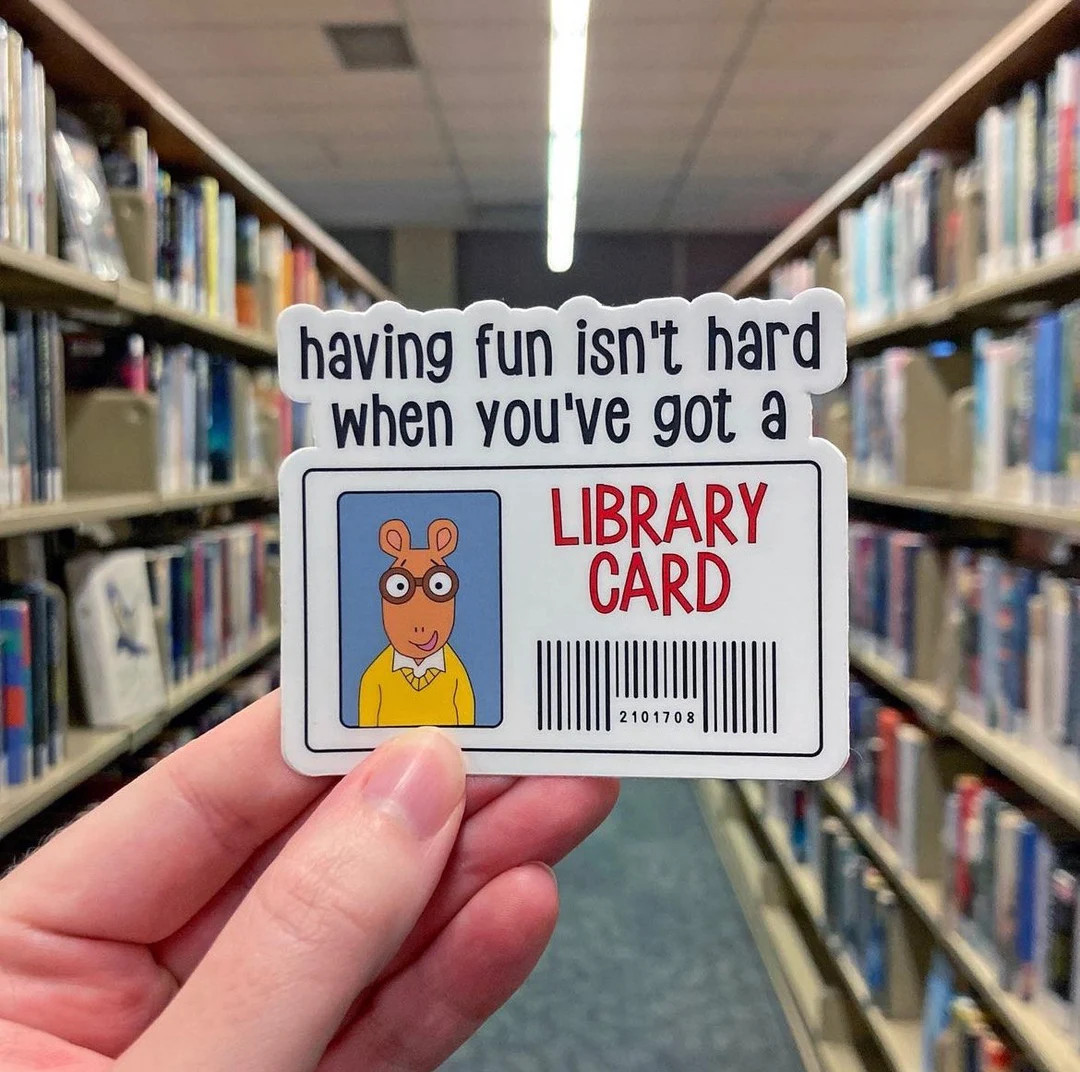 having fun isn't hard
when you've got a
LIBRARY
CARD
2101708